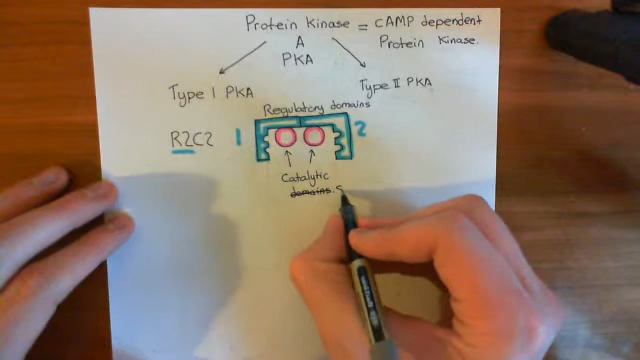 Protein Kinase = cAMP dependent
A Protein Kinase.
PKA
Type I PKA
Type II PKA
Regulatory domains
R2C2 1 2
Catalytic
domains. S